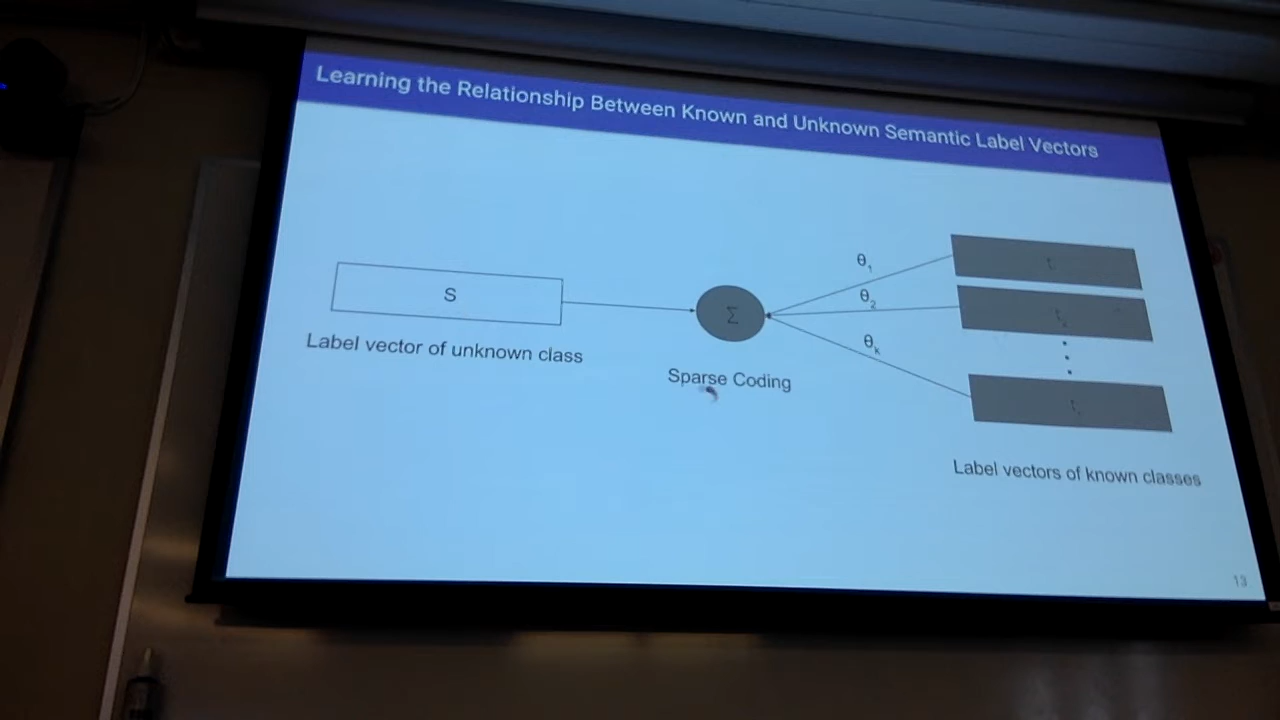 Learning the Relationship Between Known and Unknown Semantic Label Vectors
S
Label vector of unknown class
Σ
Sparse Coding
θ₁
θ₂
θₖ
t₂
Label vectors of known classes
13